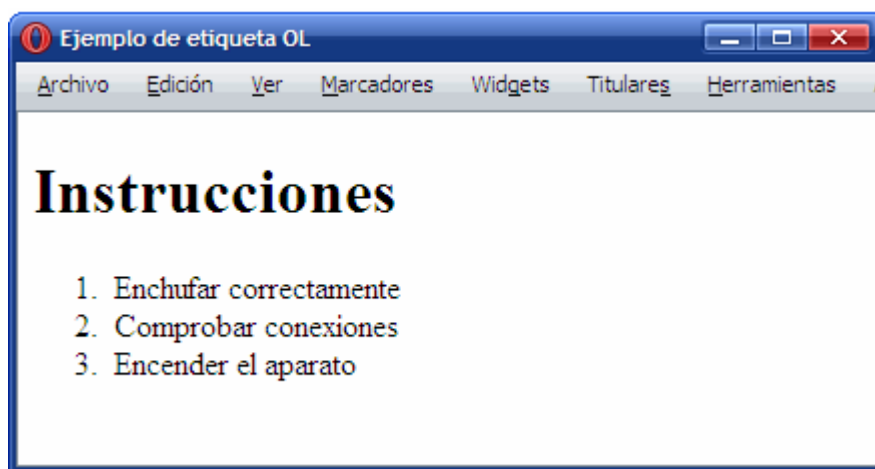 Ejemplo de etiqueta OL
Archivo Edición Ver Marcadores Widgets Titulares Herramientas
Instrucciones
1. Enchufar correctamente
2. Comprobar conexiones
3. Encender el aparato